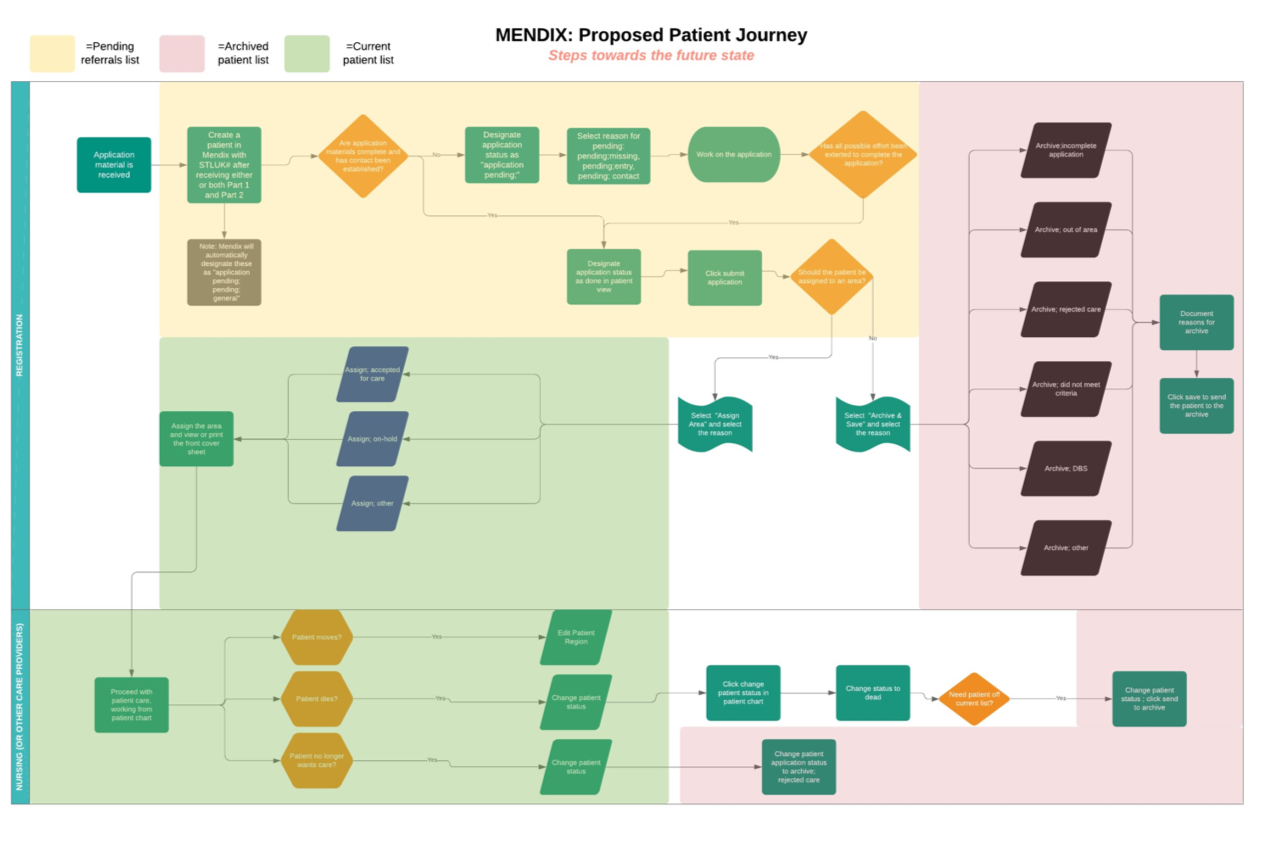 MENDIX: Proposed Patient Journey
Steps towards the future state
=Pending
referrals list
=Archived
patient list
=Current
patient list
REGISTRATION
Application
material is
received
Create a
patient in
Mendix with
STLUK# after
receiving either
or both Part 1
and Part 2
Note: Mendix will
automatically
designate these
as "application
pending;
pending;
general"
Are application
materials complete and
has contact been
established?
No
Yes
Designate
application
status as
"application
pending;"
Select reason for
pending:
pending;missing,
pending;entry,
pending; contact
Work on the application
Has all possible effort been
exterted to complete the
application?
Yes
Designate
application status
as done in patient
view
Click submit
application
Should the patient be
assigned to an area?
Yes
No
Select "Assign
Area" and select
the reason
Select "Archive &
Save" and select
the reason
Assign; accepted
for care
Assign; on-hold
Assign; other
Assign the area
and view or print
the front cover
sheet
Archive;incomplete
application
Archive; out of area
Archive; rejected care
Archive; did not meet
criteria
Archive; DBS
Archive; other
Document
reasons for
archive
Click save to send
the patient to the
archive
NURSING (OR OTHER CARE PROVIDERS)
Proceed with
patient care,
working from
patient chart
Patient moves?
Yes
Edit Patient
Region
Patient dies?
Yes
Change patient
status
Click change
patient status in
patient chart
Change status to
dead
Need patient off
current list?
Yes
Change patient
status ; click send
to archive
Patient no longer
wants care?
Yes
Change patient
status
Change patient
application status
to archive;
rejected care